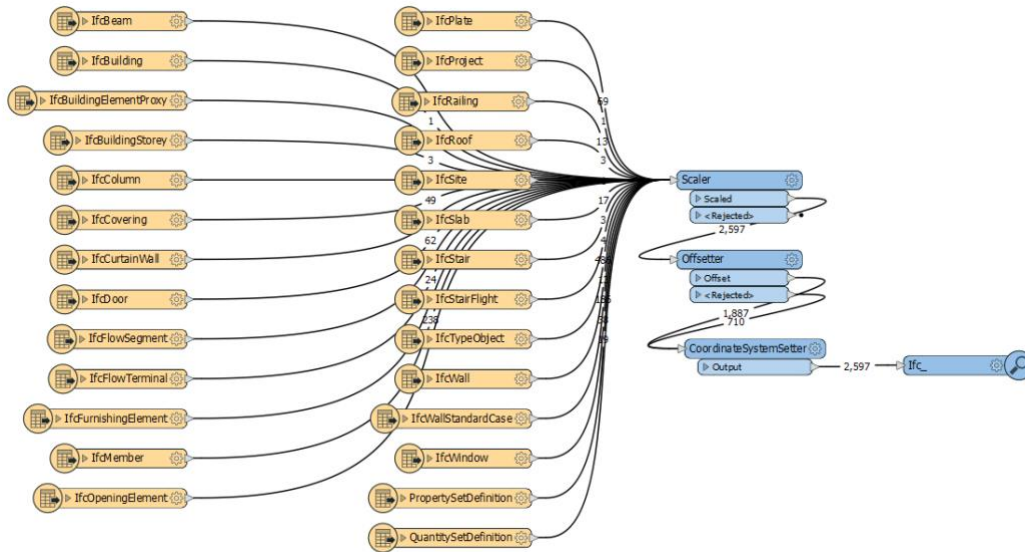 IfcBeam
IfcBuilding
IfcBuildingElementProxy
IfcBuildingStorey
IfcColumn
IfcCovering
IfcCurtainWall
IfcDoor
IfcFlowSegment
IfcFlowTerminal
IfcFurnishingElement
IfcMember
IfcOpeningElement
1
3
49
62
24
238
IfcPlate
IfcProject
IfcRailing
IfcRoof
IfcSite
IfcSlab
IfcStair
IfcStairFlight
IfcTypeObject
IfcWall
IfcWallStandardCase
IfcWindow
PropertySetDefinition
QuantitySetDefinition
69
1
13
3
17
3
4
19
Scaler
Scaled
<Rejected>
2,597
Offsetter
Offset
<Rejected>
1,887
710
CoordinateSystemSetter
Output
2,597
Ifc_